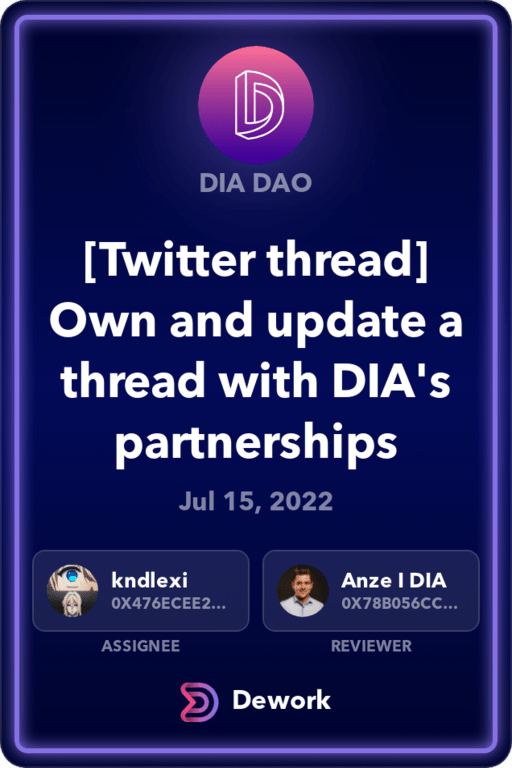 DIA DAO
[Twitter thread]
Own and update a
thread with DIA's
partnerships
Jul 15, 2022
kndlexi
0X476ECEE2...
Anze I DIA
0X78B056CC...
ASSIGNEE
REVIEWER
Dework